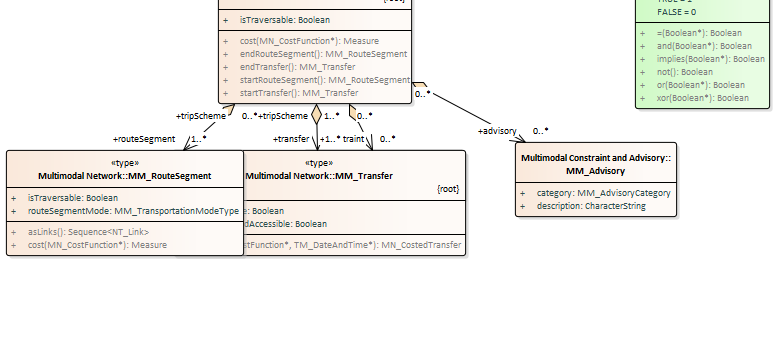 {root}
+ isTraversable: Boolean
+ cost(MN_CostFunction*): Measure
+ endRouteSegment(): MM_RouteSegment
+ endTransfer(): MM_Transfer
+ startRouteSegment(): MM_RouteSegment
+ startTransfer(): MM_Transfer
TRUE = 1
FALSE = 0
+ =(Boolean*): Boolean
+ and(Boolean*): Boolean
+ implies(Boolean*): Boolean
+ not(): Boolean
+ or(Boolean*): Boolean
+ xor(Boolean*): Boolean
+tripScheme 0..*
+tripScheme 1..*
0..*
0..*
+routeSegment 1..*
+transfer +1..*
traint 0..*
+advisory 0..*
«type»
Multimodal Network::MM_RouteSegment
+ isTraversable: Boolean
+ routeSegmentMode: MM_TransportationModeType
+ asLinks(): Sequence<NT_Link>
+ cost(MN_CostFunction*): Measure
«type»
Multimodal Network::MM_Transfer
{root}
e: Boolean
dAccessible: Boolean
stFunction*, TM_DateAndTime*): MN_CostedTransfer
Multimodal Constraint and Advisory::
MM_Advisory
+ category: MM_AdvisoryCategory
+ description: CharacterString